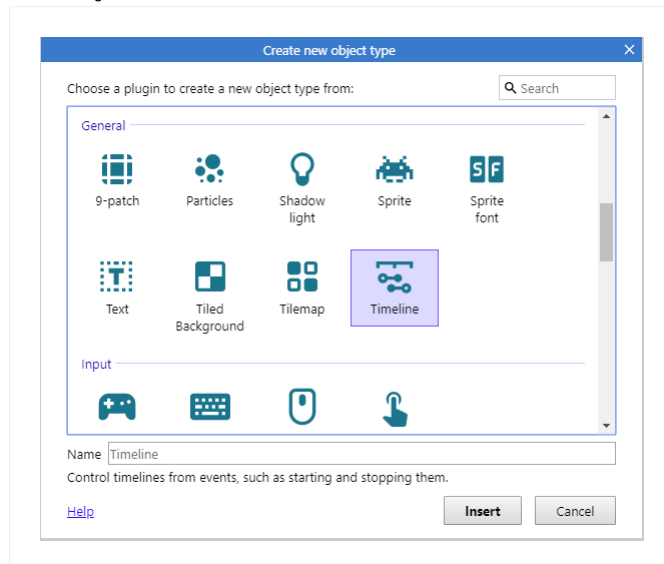 Create new object type
Choose a plugin to create a new object type from:
Search
General
9-patch
Particles
Shadow
light
Sprite
Sprite
font
Text
Tiled
Background
Tilemap
Timeline
Input
Name Timeline
Control timelines from events, such as starting and stopping them.
Help
Insert
Cancel